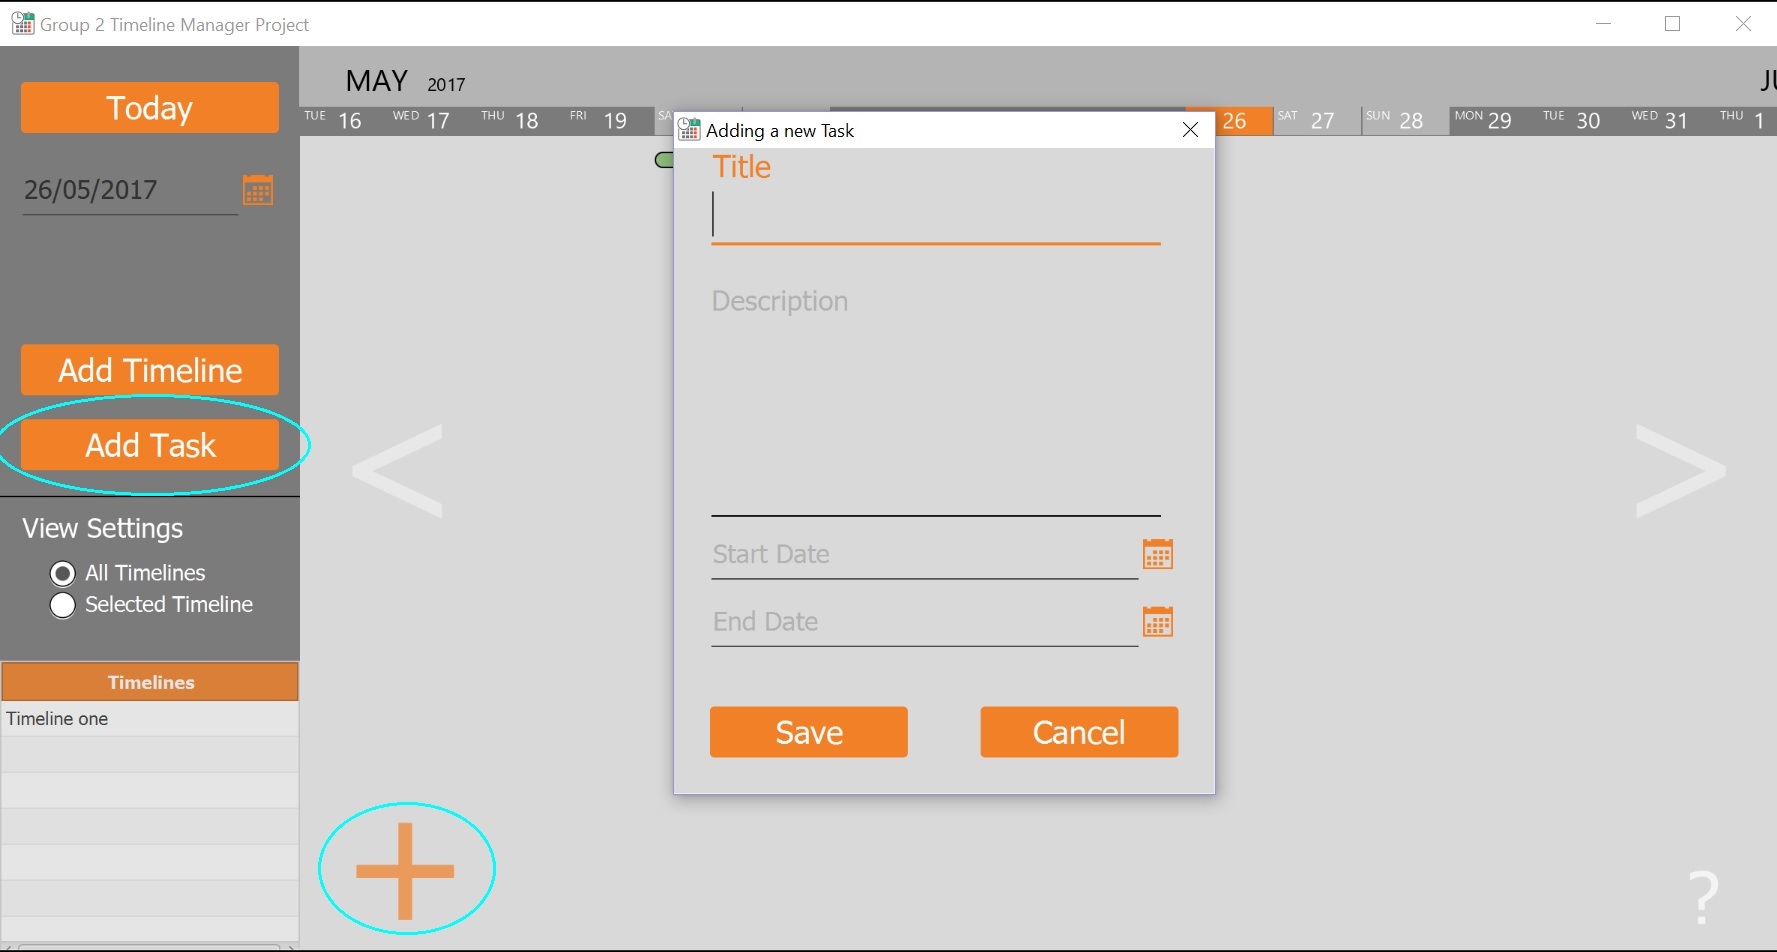 Group 2 Timeline Manager Project
Today
26/05/2017
Add Timeline
Add Task
View Settings
All Timelines
Selected Timeline
Timelines
Timeline one
MAY 2017
TUE 16 WED 17 THU 18 FRI 19 SA 26 SAT 27 SUN 28 MON 29 TUE 30 WED 31 THU 1
Adding a new Task
Title
Description
Start Date
End Date
Save Cancel
< >
?